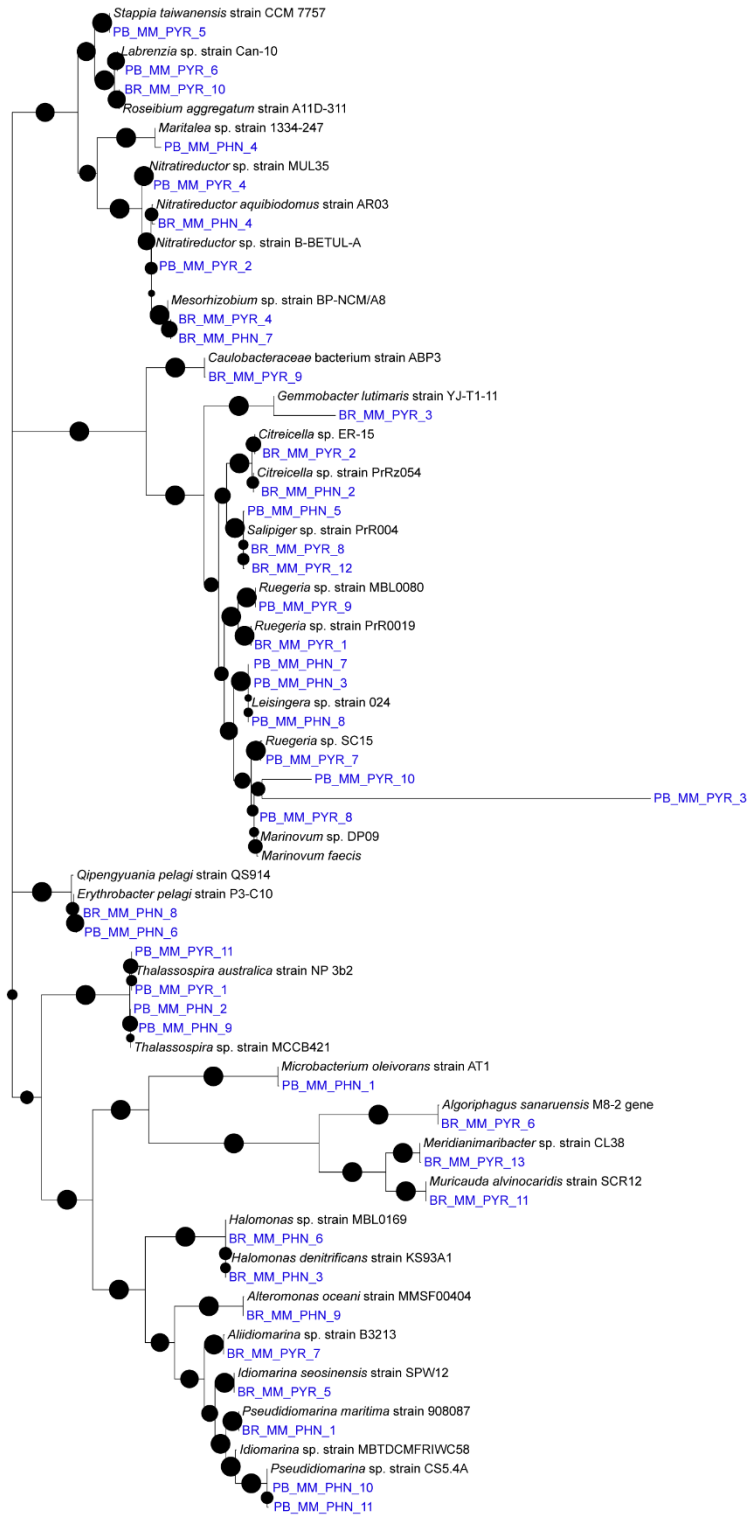 Stappia taiwanensis strain CCM 7757
PB_MM_PYR_5
Labrenzia sp. strain Can-10
PB_MM_PYR_6
BR_MM_PYR_10
Roseibium aggregatum strain A11D-311
Maritalea sp. strain 1334-247
PB_MM_PHN_4
Nitratireductor sp. strain MUL35
PB_MM_PYR_4
Nitratireductor aquibiodomus strain AR03
BR_MM_PHN_4
Nitratireductor sp. strain B-BETUL-A
PB_MM_PYR_2
Mesorhizobium sp. strain BP-NCM/A8
BR_MM_PYR_4
BR_MM_PHN_7
Caulobacteraceae bacterium strain ABP3
BR_MM_PYR_9
Gemmobacter lutimaris strain YJ-T1-11
BR_MM_PYR_3
Citreicella sp. ER-15
BR_MM_PYR_2
Citreicella sp. strain PrRz054
BR_MM_PHN_2
PB_MM_PHN_5
Salipiger sp. strain PrR004
BR_MM_PYR_8
BR_MM_PYR_12
Ruegeria sp. strain MBL0080
PB_MM_PYR_9
Ruegeria sp. strain PrR0019
BR_MM_PYR_1
PB_MM_PHN_7
PB_MM_PHN_3
Leisingera sp. strain 024
PB_MM_PHN_8
Ruegeria sp. SC15
PB_MM_PYR_7
PB_MM_PYR_10
PB_MM_PYR_3
PB_MM_PYR_8
Marinovum sp. DP09
Marinovum faecis
Qipengyuania pelagi strain QS914
Erythrobacter pelagi strain P3-C10
BR_MM_PHN_8
PB_MM_PHN_6
PB_MM_PYR_11
Thalassospira australica strain NP 3b2
PB_MM_PYR_1
PB_MM_PHN_2
PB_MM_PHN_9
Thalassospira sp. strain MCCB421
Microbacterium oleivorans strain AT1
PB_MM_PHN_1
Algoriphagus sanaruensis M8-2 gene
BR_MM_PYR_6
Meridianimaribacter sp. strain CL38
BR_MM_PYR_13
Muricauda alvinocaridis strain SCR12
BR_MM_PYR_11
Halomonas sp. strain MBL0169
BR_MM_PHN_6
Halomonas denitrificans strain KS93A1
BR_MM_PHN_3
Alteromonas oceani strain MMSF00404
BR_MM_PHN_9
Aliidiomarina sp. strain B3213
BR_MM_PYR_7
Idiomarina seosinensis strain SPW12
BR_MM_PYR_5
Pseudidiomarina maritima strain 908087
BR_MM_PHN_1
Idiomarina sp. strain MBTDCMFRIWC58
Pseudidiomarina sp. strain CS5.4A
PB_MM_PHN_10
PB_MM_PHN_11